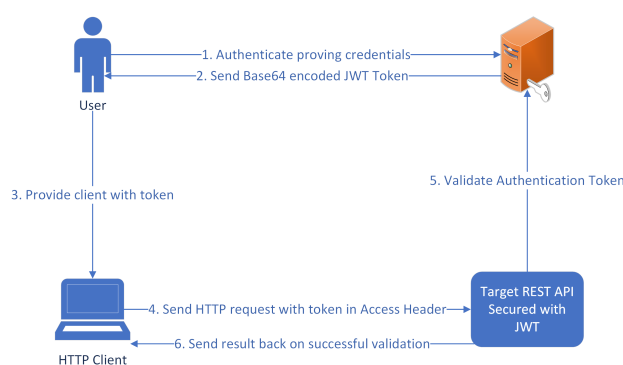 1. Authenticate proving credentials
2. Send Base64 encoded JWT Token
User
5. Validate Authentication Token
3. Provide client with token
Target REST API
Secured with
JWT
4. Send HTTP request with token in Access Header
6. Send result back on successful validation
HTTP Client